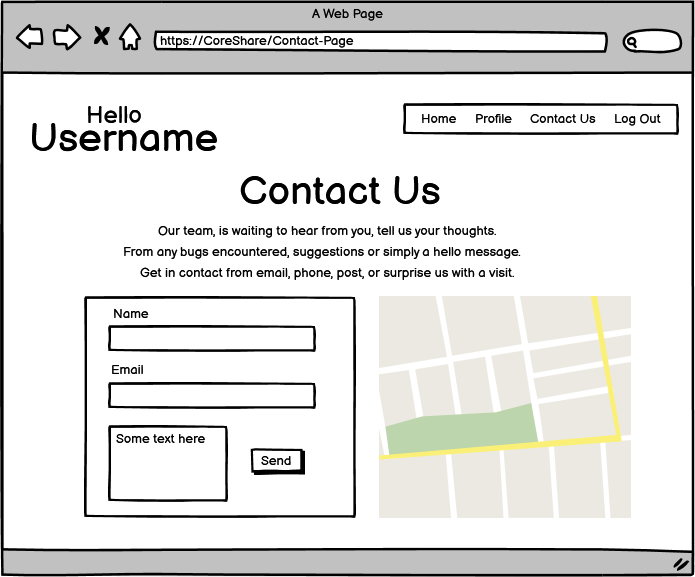 A Web Page
https://CoreShare/Contact-Page
Hello
Username
Home Profile Contact Us Log Out
Contact Us
Our team, is waiting to hear from you, tell us your thoughts.
From any bugs encountered, suggestions or simply a hello message.
Get in contact from email, phone, post, or surprise us with a visit.
Name
Email
Some text here
Send